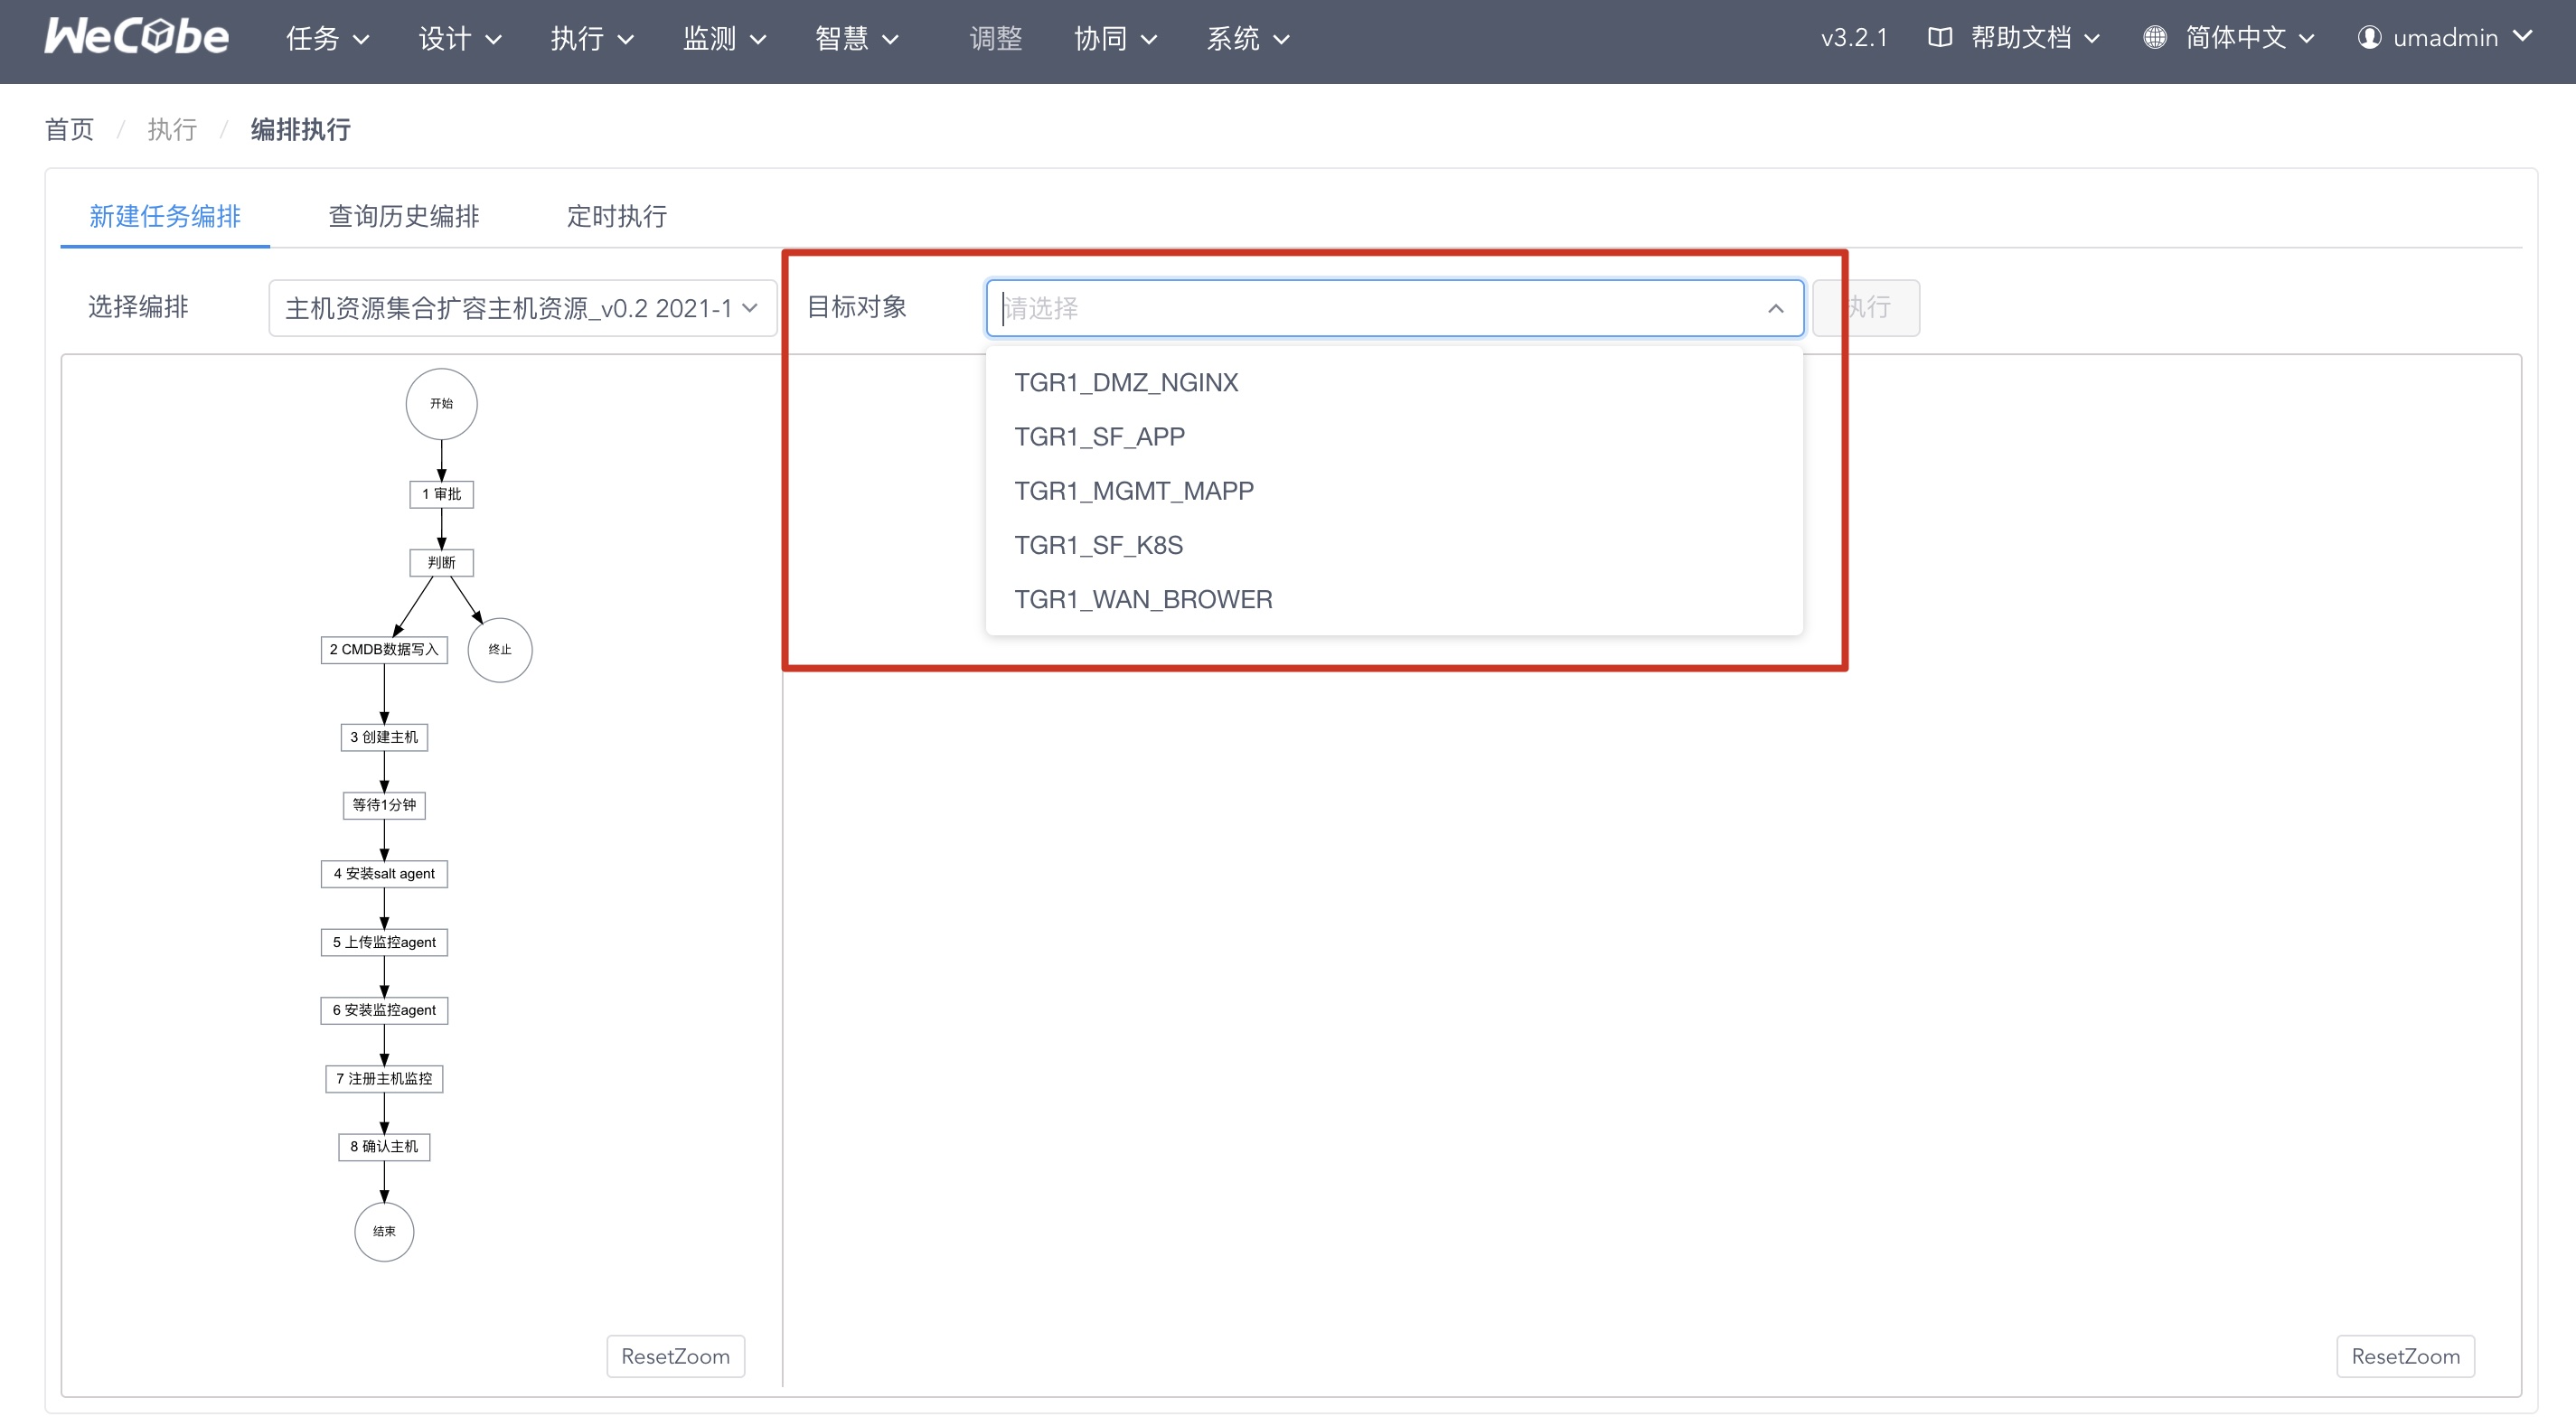 WeCube 任务 设计 执行 监测 智慧 调整 协同 系统 v3.2.1 帮助文档 简体中文 umadmin
首页 / 执行 / 编排执行
新建任务编排 查询历史编排 定时执行
选择编排 主机资源集合扩容主机资源_v0.2 2021-1 目标对象 请选择 执行
TGR1_DMZ_NGINX
TGR1_SF_APP
TGR1_MGMT_MAPP
TGR1_SF_K8S
TGR1_WAN_BROWER
开始
1 审批
判断
2 CMDB数据写入 终止
3 创建主机
等待1分钟
4 安装salt agent
5 上传监控agent
6 安装监控agent
7 注册主机监控
8 确认主机
结束
ResetZoom ResetZoom